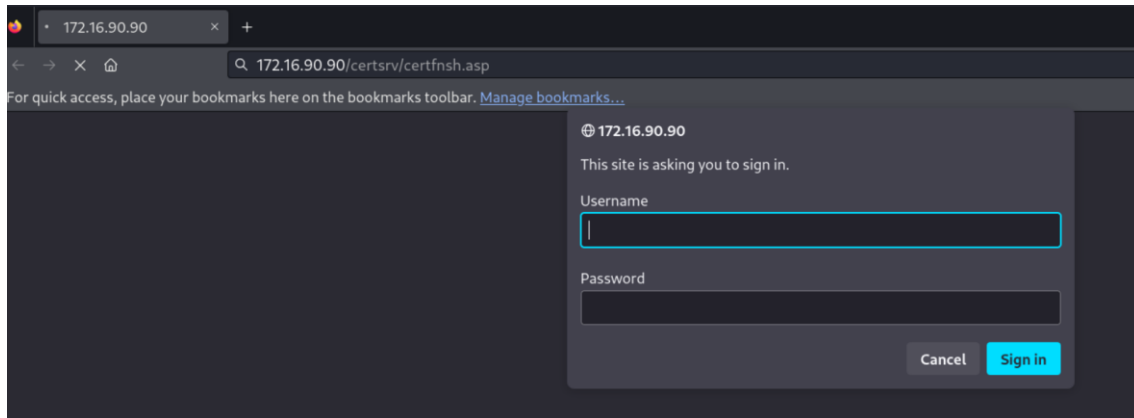 172.16.90.90
172.16.90.90/certsrv/certfnsh.asp
For quick access, place your bookmarks here on the bookmarks toolbar. Manage bookmarks...
172.16.90.90
This site is asking you to sign in.
Username
Password
Cancel Sign in